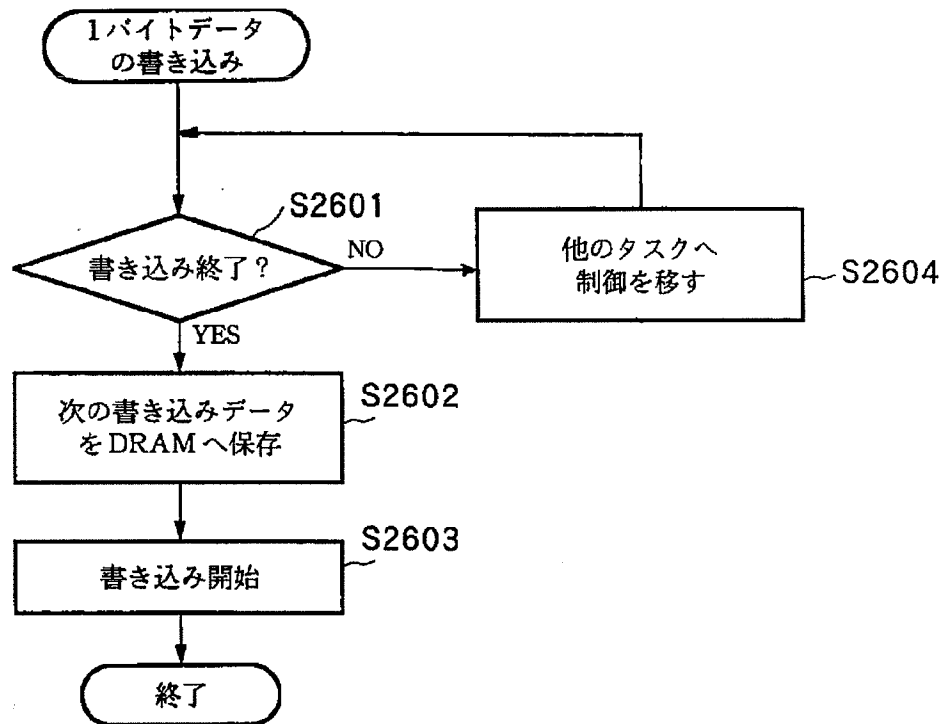 1バイトデータ
の書き込み
S2601
書き込み終了?
NO
他のタスクへ
制御を移す
S2604
YES
S2602
次の書き込みデータ
をDRAMへ保存
S2603
書き込み開始
終了